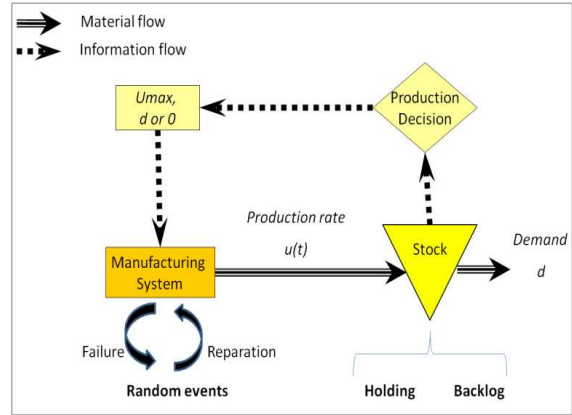 Material flow
Information flow
Umax,
d or 0
Production
Decision
Production rate
u(t)
Stock
Demand
d
Manufacturing
System
Failure
Reparation
Random events
Holding
Backlog